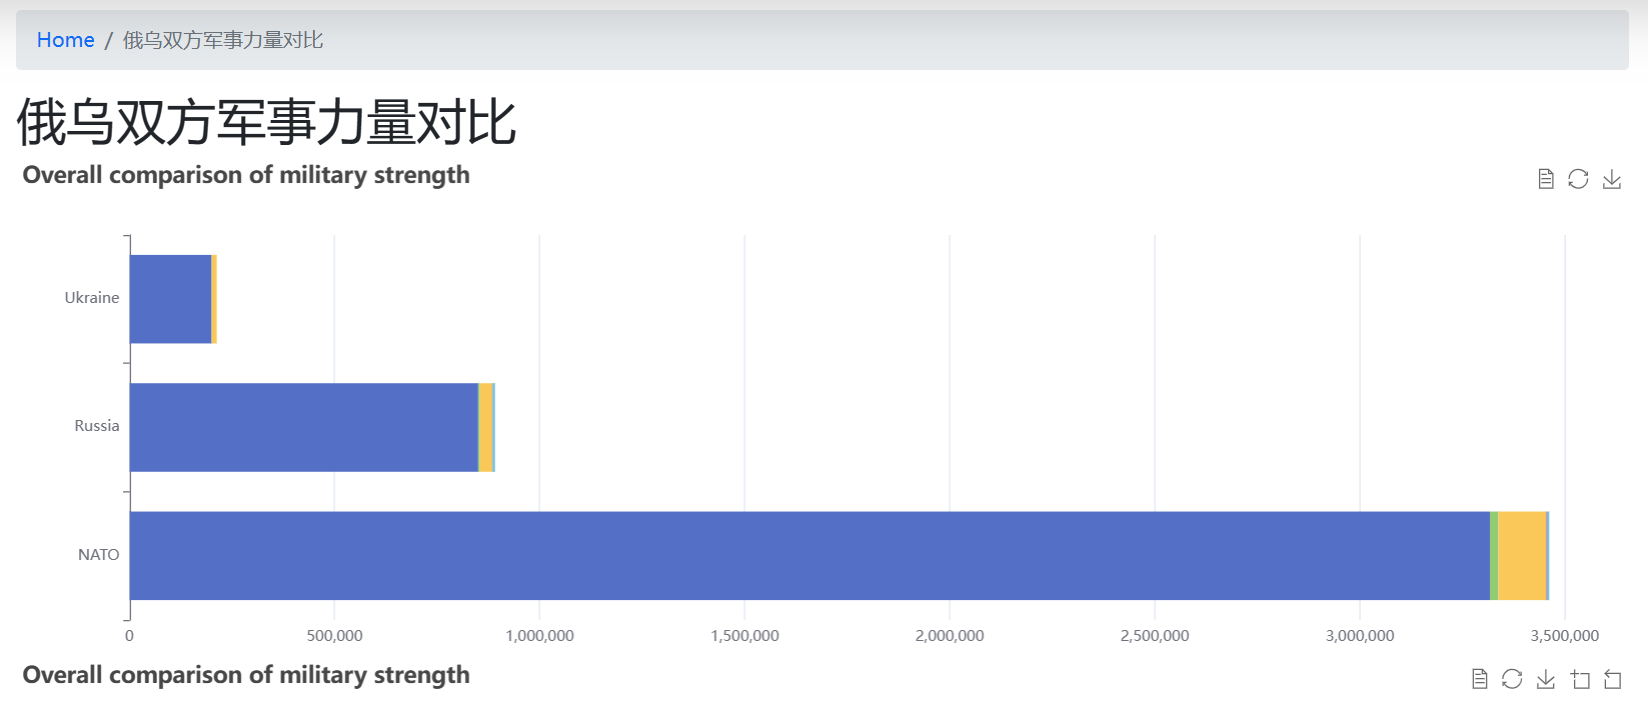 Home / 俄乌双方军事力量对比
俄乌双方军事力量对比
Overall comparison of military strength
Ukraine
Russia
NATO
0 500,000 1,000,000 1,500,000 2,000,000 2,500,000 3,000,000 3,500,000
Overall comparison of military strength